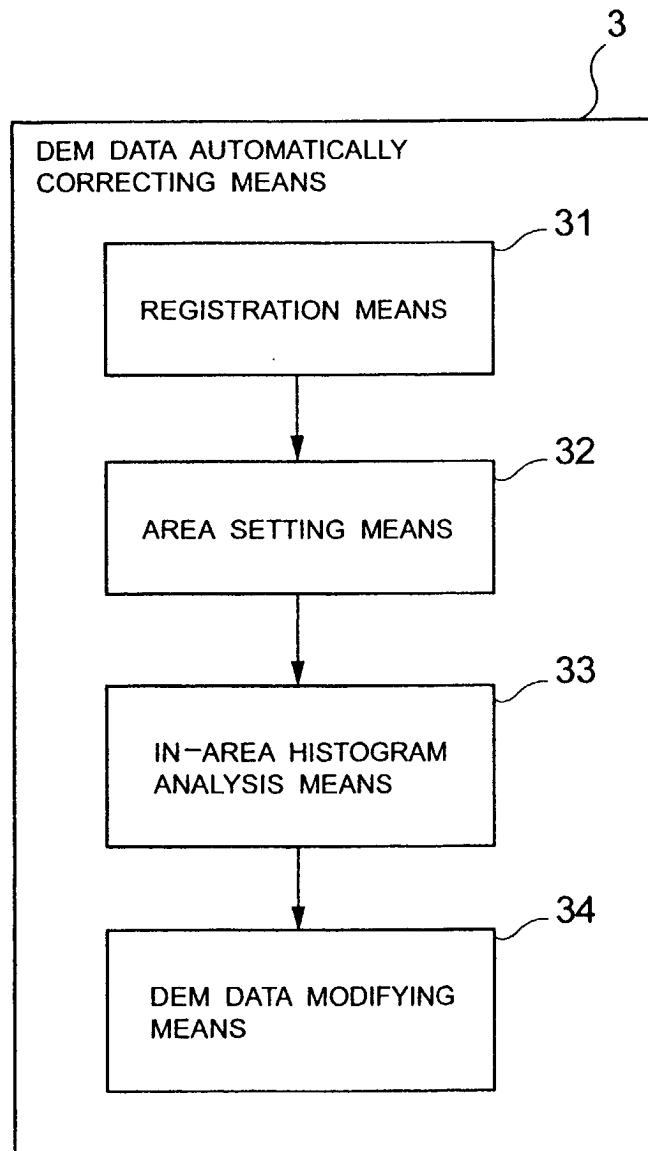 3
DEM DATA AUTOMATICALLY
CORRECTING MEANS
31
REGISTRATION MEANS
32
AREA SETTING MEANS
33
IN-AREA HISTOGRAM
ANALYSIS MEANS
34
DEM DATA MODIFYING
MEANS